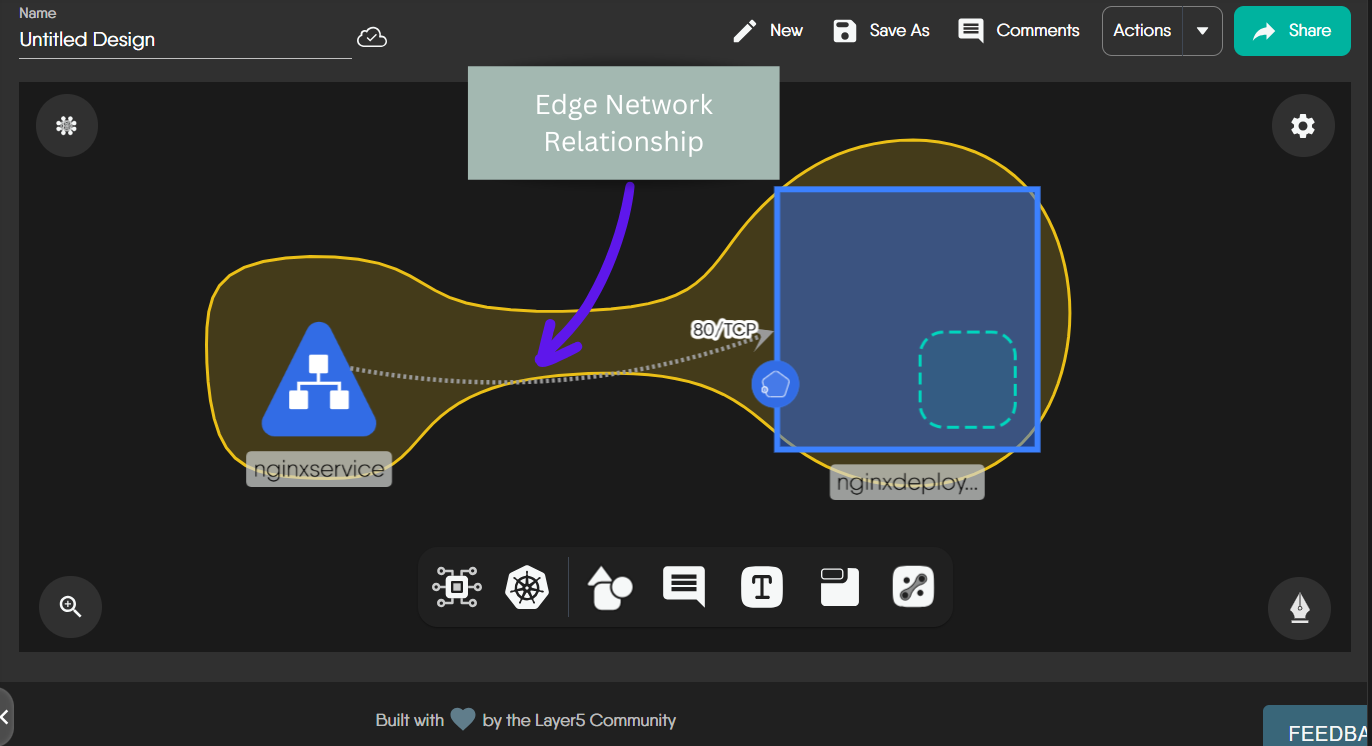 Name
Untitled Design
New
Save As
Comments
Actions
Share
Edge Network
Relationship
80/TCP
nginxservice
nginxdeploy...
T
Built with
by the Layer5 Community
FEEDBA